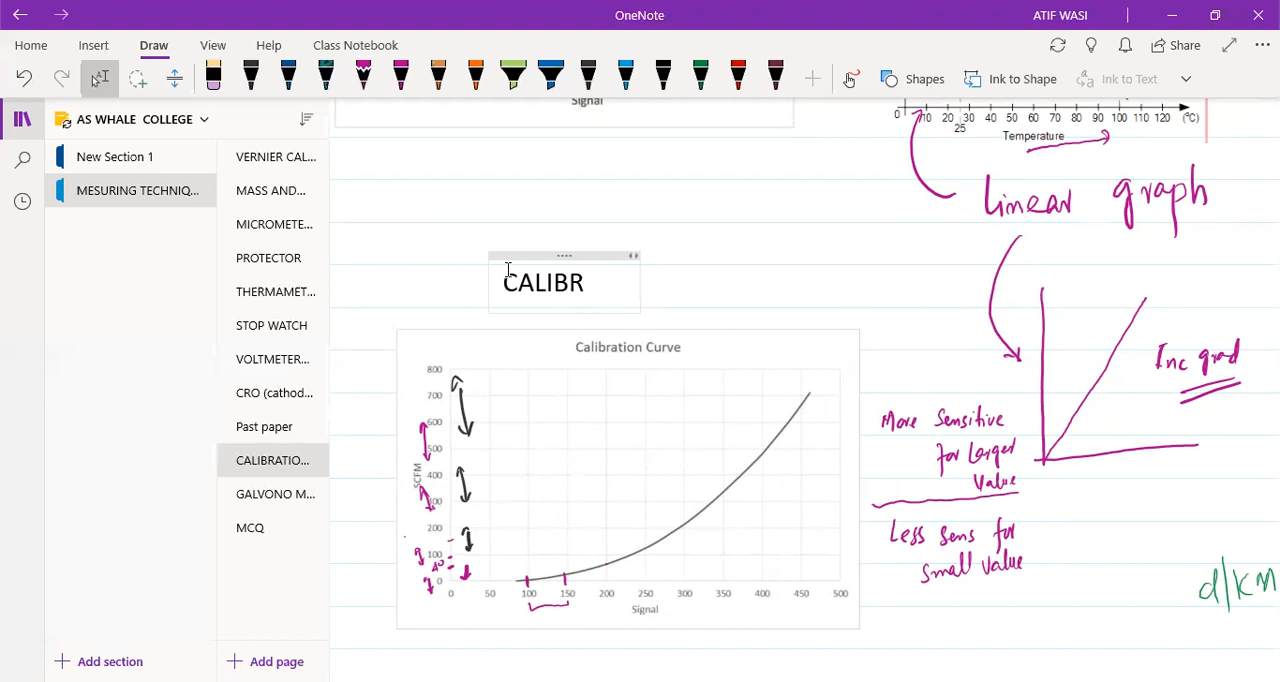 OneNote
ATIF WASI
Home Insert Draw View Help Class Notebook
Share
Shapes Ink to Shape Ink to Text
AS WHALE COLLEGE
New Section 1
MESURING TECHNIQ...
VERNIER CAL...
MASS AND...
MICROMETE...
PROTECTOR
THERMAMET...
STOP WATCH
VOLTMETER...
CRO (cathod...
Past paper
CALIBRATIO...
GALVONO M...
MCQ
Add section
Add page
Signal
0 10 20 30 40 50 60 70 80 90 100 110 120 (°C)
25
Temperature
linear graph
CALIBR
Calibration Curve
800
700
600
500
400
300
200
100
0
SCFM
0 50 100 150 200 250 300 350 400 450 500
Signal
Inc grad
More Sensitive
for Larger
Value
Less sens for
small value
d/km